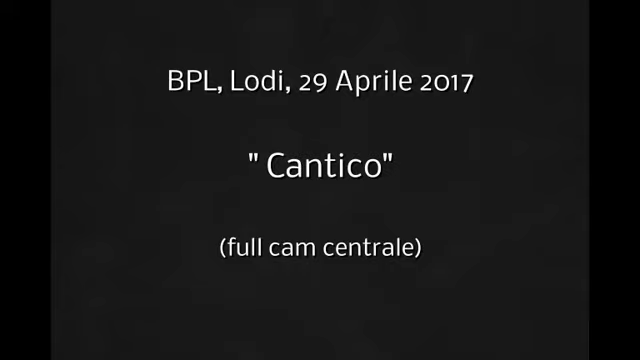 BPL, Lodi, 29 Aprile 2017
" Cantico"
(full cam centrale)